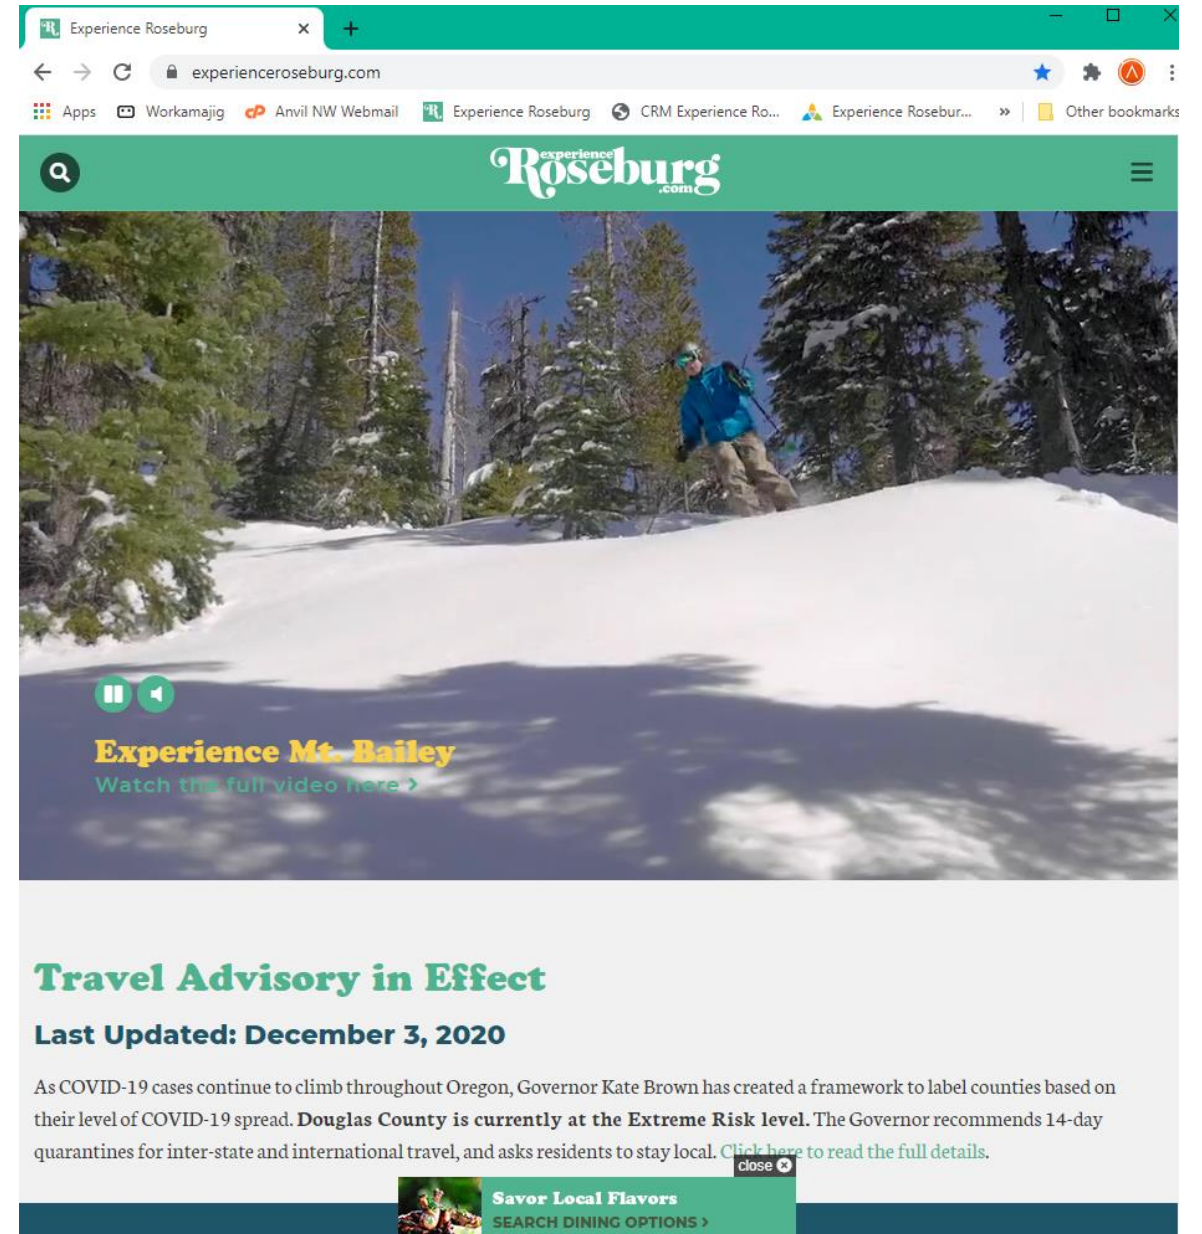 Experience Roseburg
experienceroseburg.com
Apps Workamajig Anvil NW Webmail Experience Roseburg CRM Experience Ro... Experience Rosebur... » Other bookmarks
experience
Roseburg
.com
Experience Mt. Bailey
Watch the full video here >
Travel Advisory in Effect
Last Updated: December 3, 2020
As COVID-19 cases continue to climb throughout Oregon, Governor Kate Brown has created a framework to label counties based on
their level of COVID-19 spread. Douglas County is currently at the Extreme Risk level. The Governor recommends 14-day
quarantines for inter-state and international travel, and asks residents to stay local. Click here to read the full details.
close
Savor Local Flavors
SEARCH DINING OPTIONS >